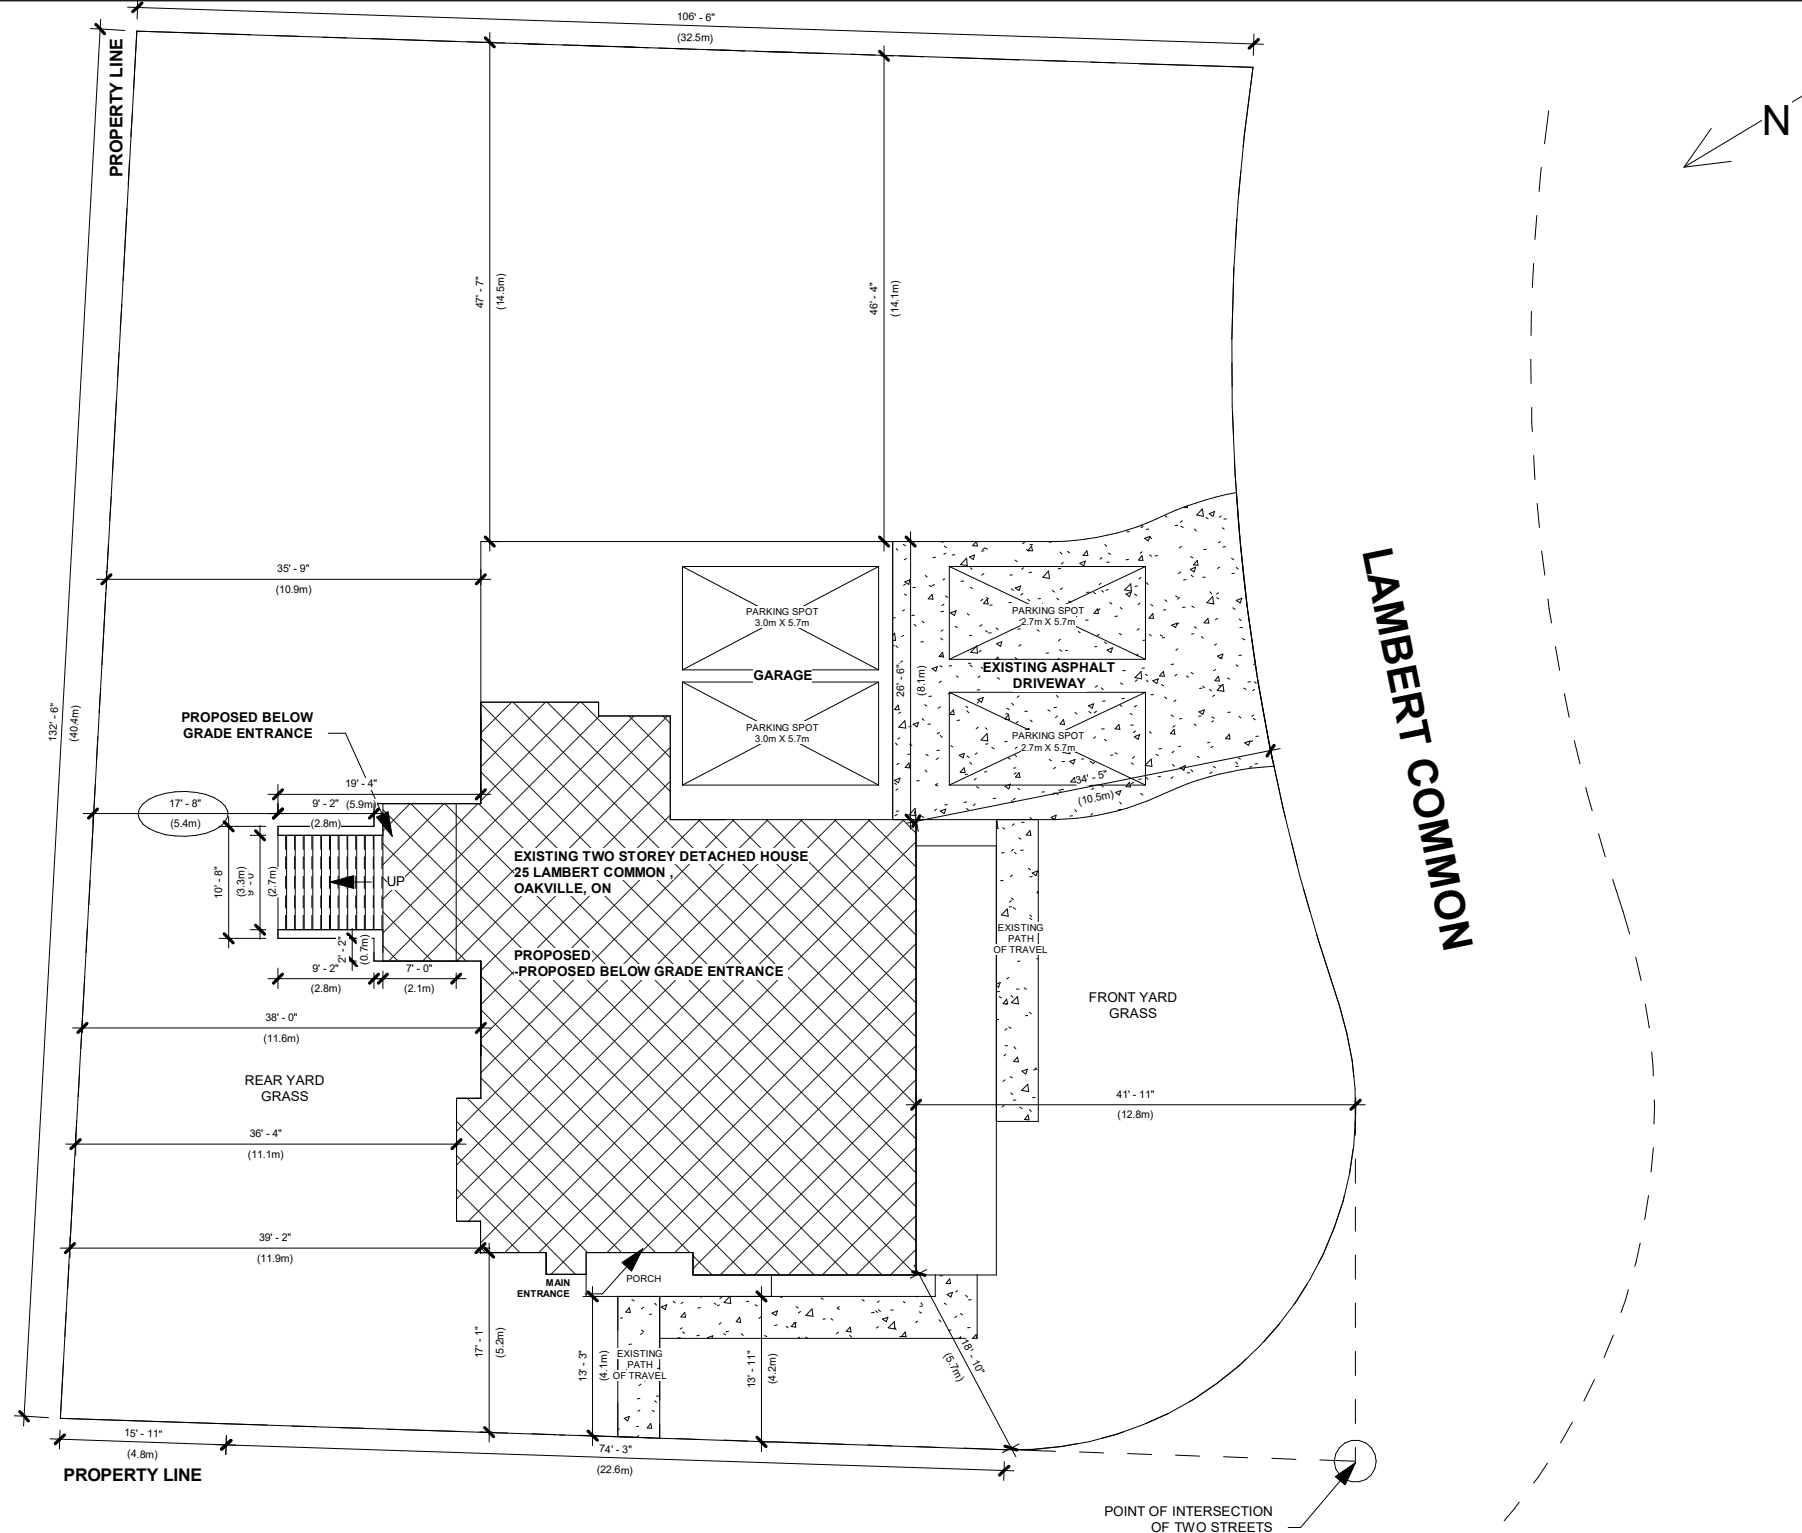 106' - 6"
(32.5m)
PROPERTY LINE
N
47' - 7"
(14.5m)
46' - 4"
(14.1m)
35' - 9"
(10.9m)
PARKING SPOT
3.0m X 5.7m
PARKING SPOT
2.7m X 5.7m
GARAGE
EXISTING ASPHALT
DRIVEWAY
26' - 6"
(8.1m)
132' - 6"
(40.4m)
PROPOSED BELOW
GRADE ENTRANCE
PARKING SPOT
3.0m X 5.7m
PARKING SPOT
2.7m X 5.7m
34' - 5"
(10.5m)
LAMBERT COMMON
19' - 4"
(5.9m)
17' - 8"
(5.4m)
9' - 2"
(2.8m)
10' - 8"
(3.3m)
9' - 0"
(2.7m)
UP
EXISTING TWO STOREY DETACHED HOUSE
25 LAMBERT COMMON ,
OAKVILLE, ON
2' - 2"
(0.7m)
EXISTING
PATH
OF TRAVEL
PROPOSED
-PROPOSED BELOW GRADE ENTRANCE
9' - 2"
(2.8m)
7' - 0"
(2.1m)
FRONT YARD
GRASS
38' - 0"
(11.6m)
REAR YARD
GRASS
41' - 11"
(12.8m)
36' - 4"
(11.1m)
39' - 2"
(11.9m)
MAIN
ENTRANCE
PORCH
17' - 1"
(5.2m)
13' - 3"
(4.1m)
EXISTING
PATH
OF TRAVEL
13' - 11"
(4.2m)
18' - 10"
(5.7m)
15' - 11"
(4.8m)
74' - 3"
(22.6m)
PROPERTY LINE
POINT OF INTERSECTION
OF TWO STREETS